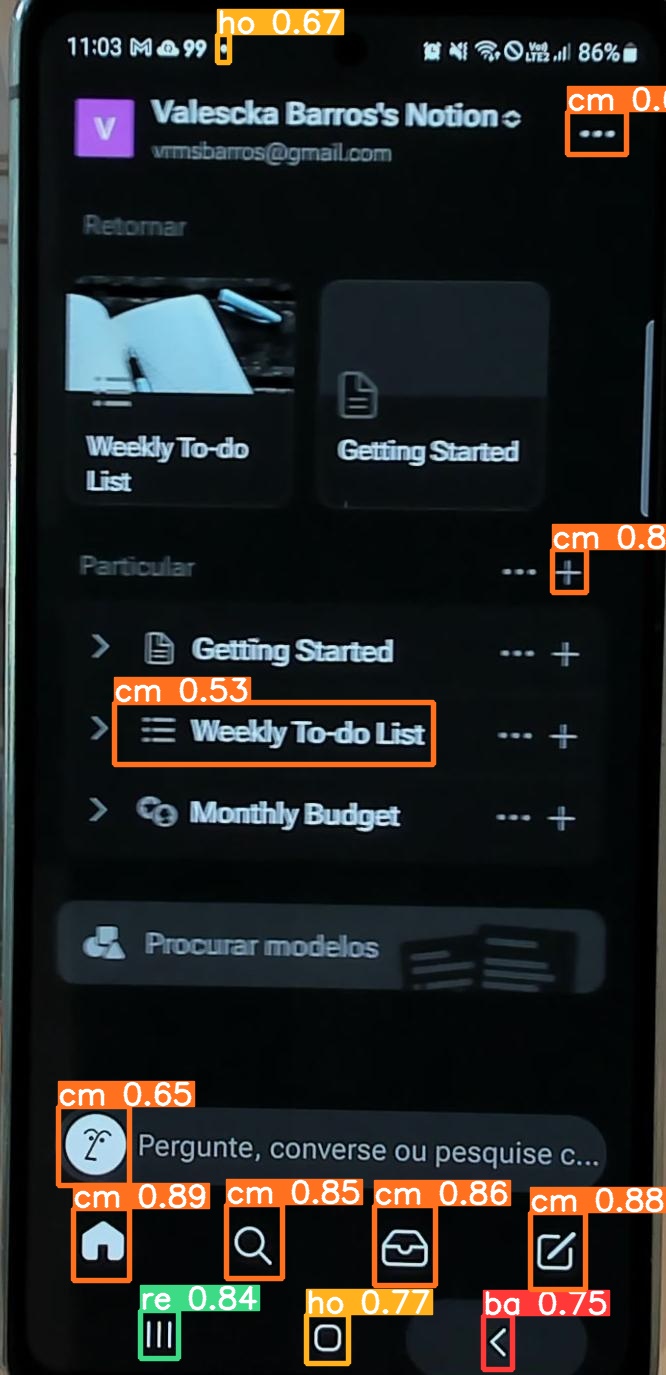 ho 0.67
11:03 99 86%
Valescka Barros's Notion
cm 0.
V
vrmsbarros@gmail.com
Retornar
Weekly To-do
List
Getting Started
cm 0.8
Particular
Getting Started
cm 0.53
Weekly To-do List
Monthly Budget
Procurar modelos
cm 0.65
Pergunte, converse ou pesquise c...
cm 0.89 cm 0.85 cm 0.86 cm 0.88
re 0.84 ho 0.77 ba 0.75